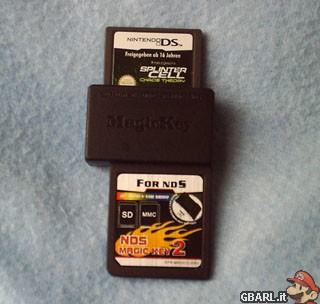 NINTENDO DS
Freigegeben ab 16 Jahren
SPLINTER
CELL
CHAOS THEORY
MagicKey
FOR NDS
SD
MMC
NDS
MAGIC KEY 2
GBARL.it